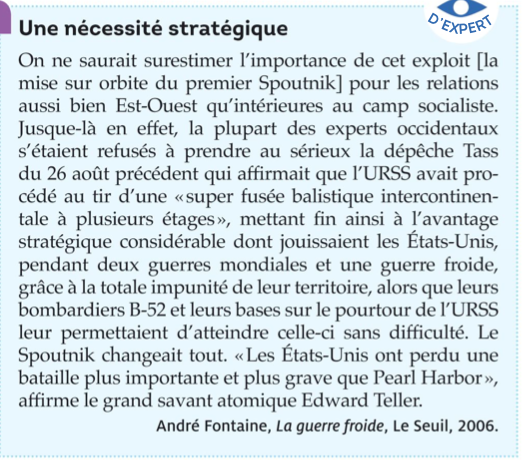 D'EXPERT
Une nécessité stratégique
On ne saurait surestimer l'importance de cet exploit [la
mise sur orbite du premier Spoutnik] pour les relations
aussi bien Est-Ouest qu'intérieures au camp socialiste.
Jusque-là en effet, la plupart des experts occidentaux
s'étaient refusés à prendre au sérieux la dépêche Tass
du 26 août précédent qui affirmait que l'URSS avait pro-
cédé au tir d'une «super fusée balistique intercontinen-
tale à plusieurs étages», mettant fin ainsi à l'avantage
stratégique considérable dont jouissaient les États-Unis,
pendant deux guerres mondiales et une guerre froide,
grâce à la totale impunité de leur territoire, alors que leurs
bombardiers B-52 et leurs bases sur le pourtour de l'URSS
leur permettaient d'atteindre celle-ci sans difficulté. Le
Spoutnik changeait tout. «Les États-Unis ont perdu une
bataille plus importante et plus grave que Pearl Harbor»,
affirme le grand savant atomique Edward Teller.
André Fontaine, La guerre froide, Le Seuil, 2006.